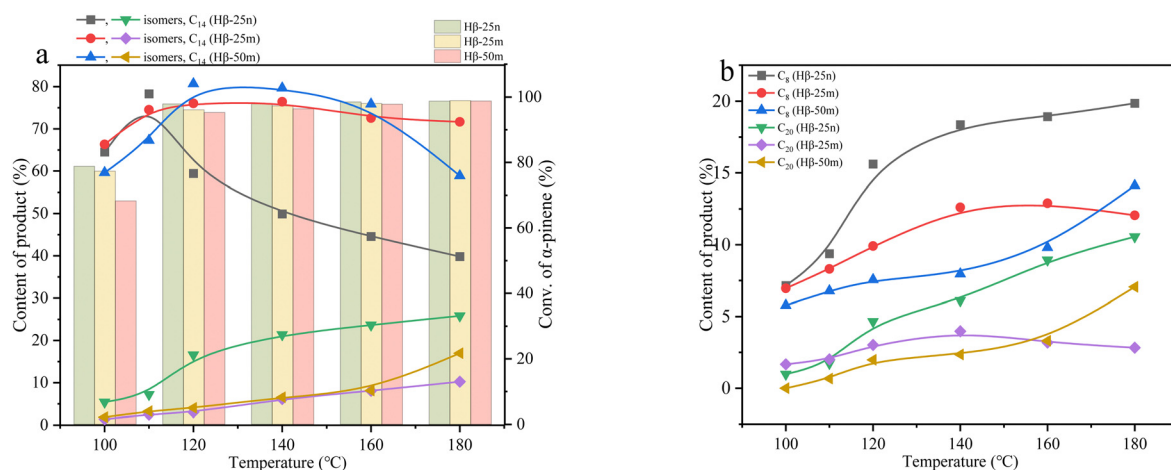 , isomers, C14 (Hβ-25n)
, isomers, C14 (Hβ-25m)
, isomers, C14 (Hβ-50m)
Hβ-25n
Hβ-25m
Hβ-50m
a
Content of product (%)
80
70
60
50
40
30
20
10
0
100
80
60
40
20
0
Conv. of α-pinene (%)
100 120 140 160 180
Temperature (℃)
b
C8 (Hβ-25n)
C8 (Hβ-25m)
C8 (Hβ-50m)
C20 (Hβ-25n)
C20 (Hβ-25m)
C20 (Hβ-50m)
Content of product (%)
20
15
10
5
0
100 120 140 160 180
Temperature (℃)